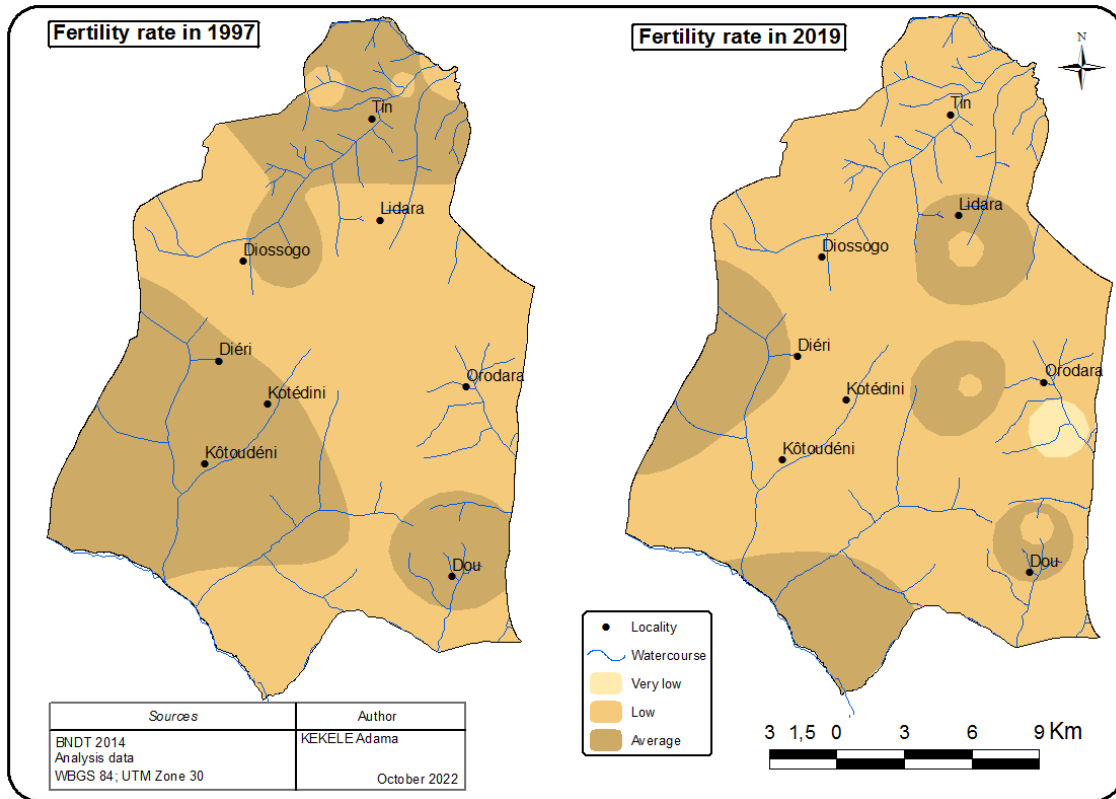 Fertility rate in 1997
Fertility rate in 2019
N
Tin
Lidara
Diossogo
Diéri
Kotédini
Orodara
Kôtoudéni
Dou
Tin
Lidara
Diossogo
Diéri
Kotédini
Orodara
Kôtoudéni
Dou
Locality
Watercourse
Very low
Low
Average
Sources
Author
BNDT 2014
Analysis data
WBGS 84; UTM Zone 30
KEKELE Adama
October 2022
3 1,5 0 3 6 9 Km